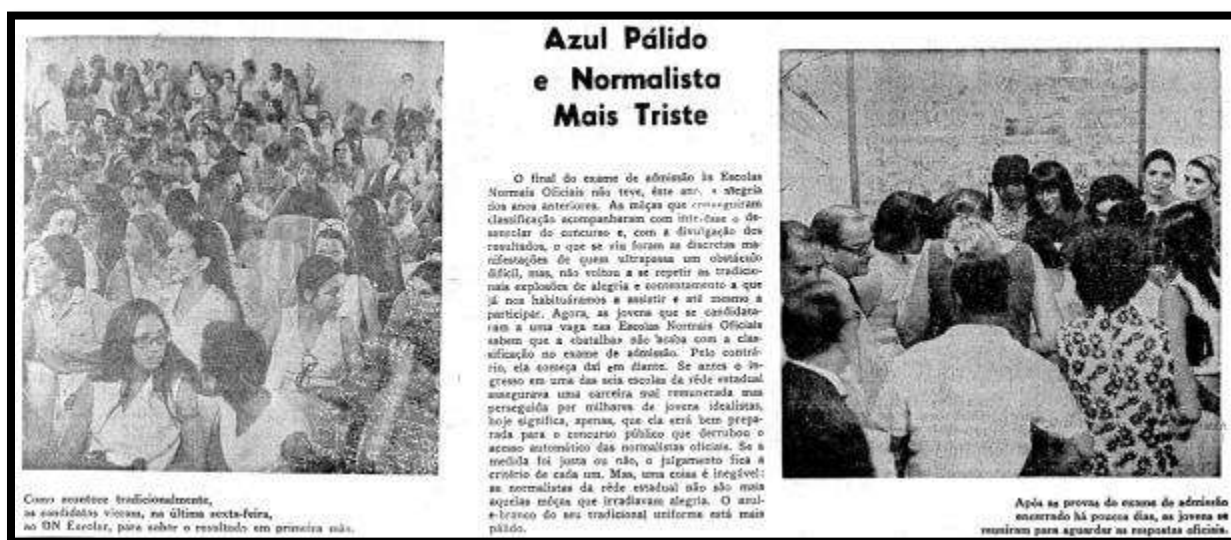 Azul Pálido
e Normalista
Mais Triste
O final do exame de admissão às Escolas
Normais Oficiais não teve, êste ano, a alegria
dos anos anteriores. As môças que conseguiram
classificação acompanharam com interêsse o de-
senrolar do concurso e, com a divulgação dos
resultados, o que se viu foram as discretas ma-
nifestações de quem ultrapassa um obstáculo
difícil, mas, não voltou a se repetir as tradicio-
nais explosões de alegria e contentamento a que
já nos habituáramos a assistir e até mesmo a
participar. Agora, as jovens que se candidata-
ram a uma vaga nas Escolas Normais Oficiais
sabem que a «batalha» não acaba com a clas-
sificação no exame de admissão. Pelo contrá-
rio, ela começa daí em diante. Se antes o in-
gresso em uma das seis escolas da rêde estadual
assegurava uma carreira mal remunerada mas
perseguida por milhares de jovens idealistas,
hoje significa, apenas, que ela será bem prepa-
rada para o concurso público que derrubou o
acesso automático das normalistas oficiais. Se a
medida foi justa ou não, o julgamento fica a
critério de cada um. Mas, uma coisa é inegável:
as normalistas da rêde estadual não são mais
aquelas môças que irradiavam alegria. O azul-
e-branco do seu tradicional uniforme está mais
pálido.
Como acontece tradicionalmente,
as candidatas vieram, na última sexta-feira,
ao DN Escolar, para saber o resultado em primeira mão.
Após as provas do exame de admissão
encerrado há poucos dias, as jovens se
reuniram para aguardar as respostas oficiais.